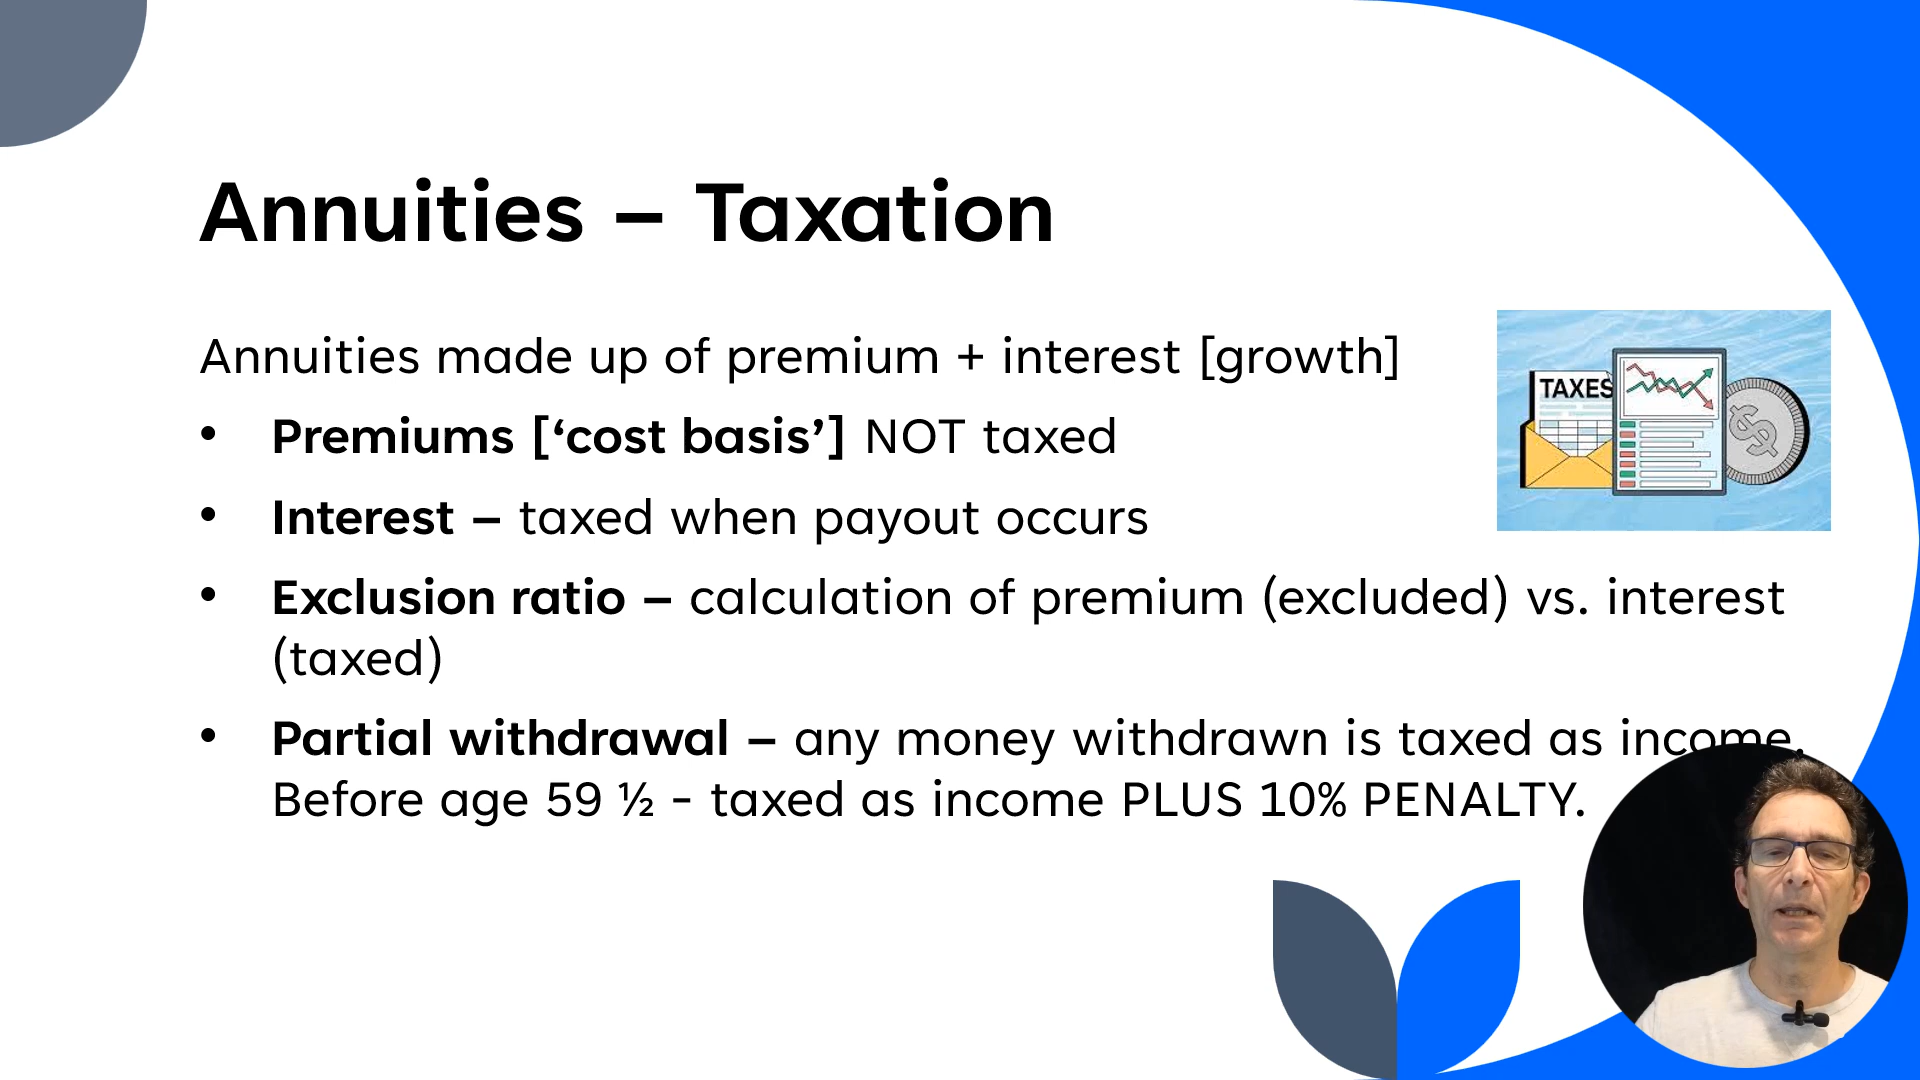 Annuities – Taxation
Annuities made up of premium + interest [growth]
TAXES
• Premiums [‘cost basis’] NOT taxed
• Interest – taxed when payout occurs
• Exclusion ratio – calculation of premium (excluded) vs. interest
(taxed)
• Partial withdrawal – any money withdrawn is taxed as income.
Before age 59 ½ - taxed as income PLUS 10% PENALTY.